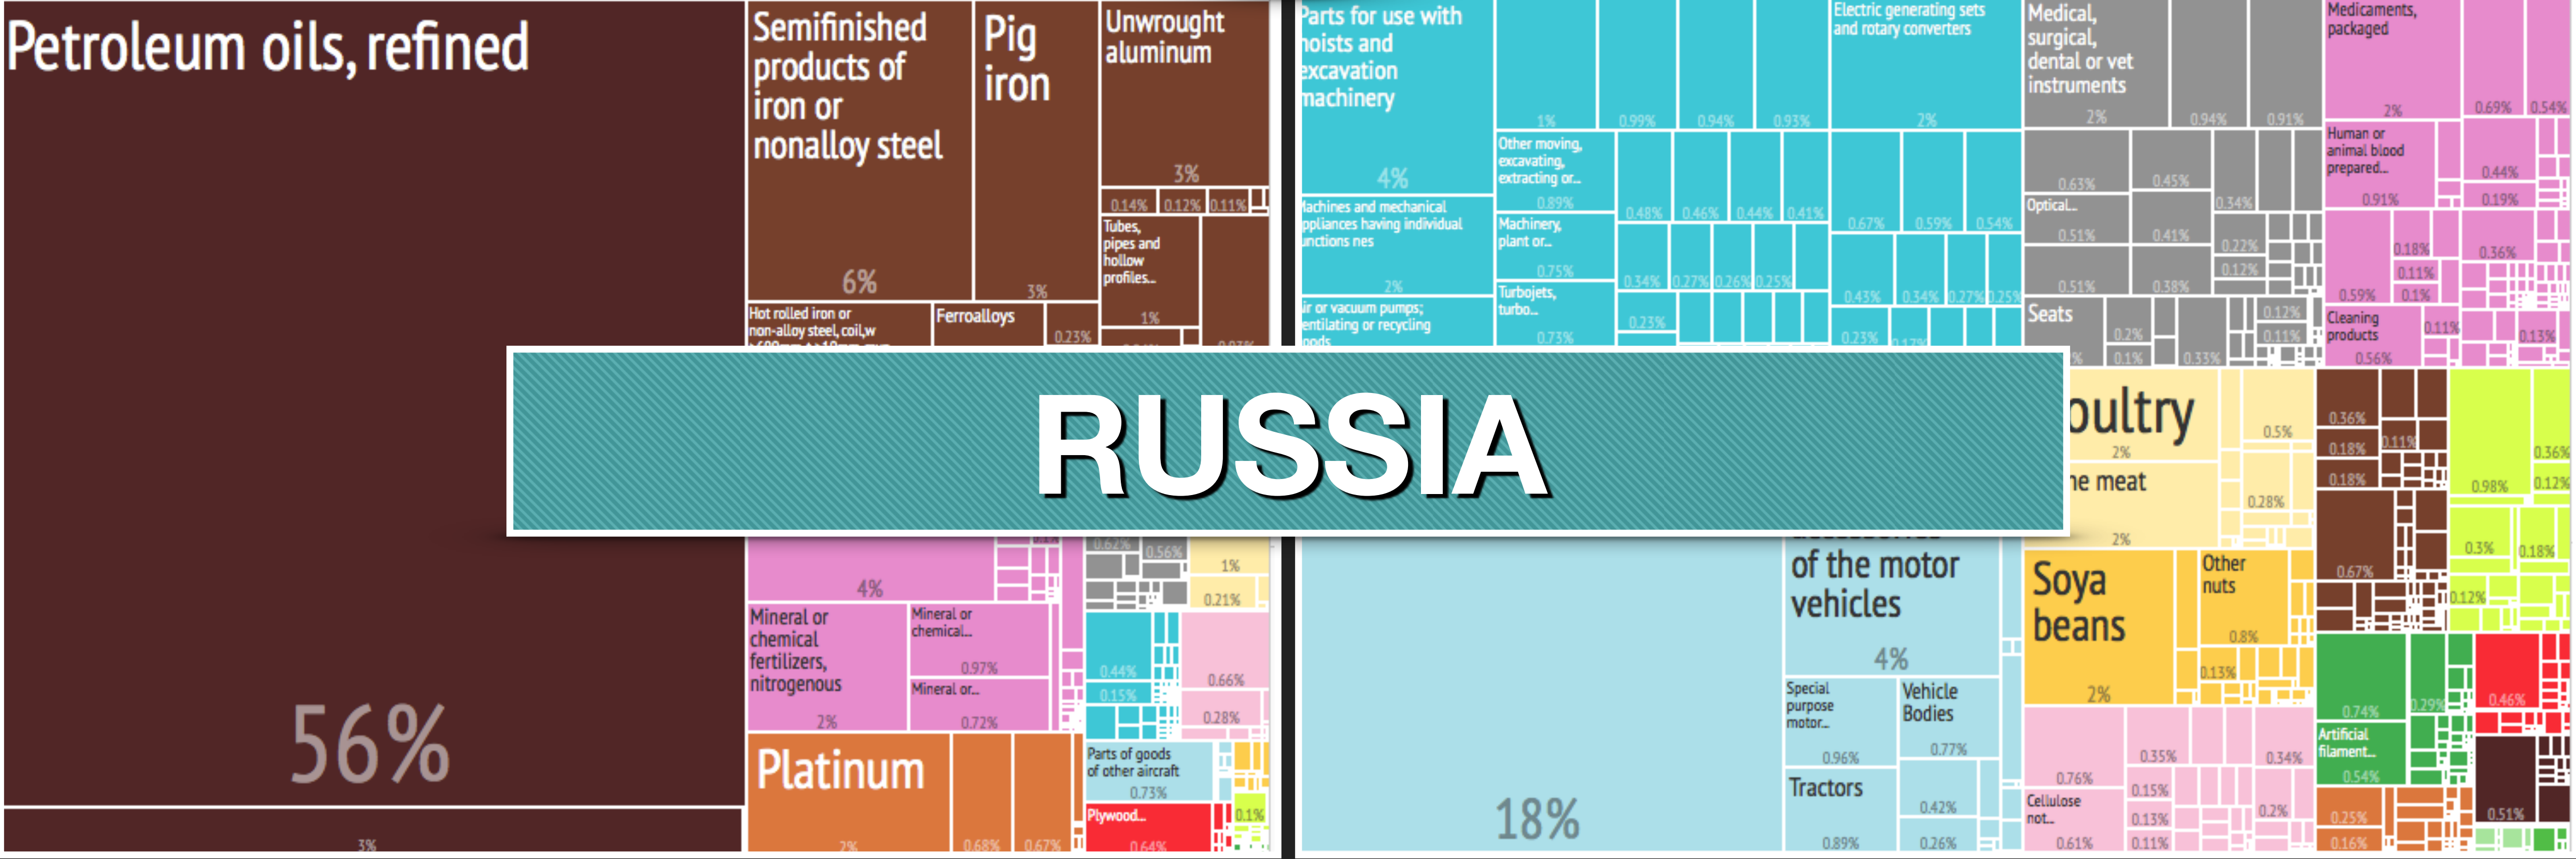 Petroleum oils, refined
56%
3%
Semifinished
products of
iron or
nonalloy steel
6%
Pig
iron
3%
Unwrought
aluminum
3%
0.14%
0.12%
0.11%
Tubes,
pipes and
hollow
profiles...
1%
Hot rolled iron or
non-alloy steel, coil,w
Ferroalloys
0.23%
RUSSIA
4%
Mineral or
chemical
fertilizers,
nitrogenous
2%
Mineral or
chemical...
0.97%
Mineral or...
0.72%
Platinum
2%
0.68%
0.67%
0.62%
0.56%
1%
0.21%
0.44%
0.15%
0.66%
0.28%
Parts of goods
of other aircraft
0.73%
Plywood...
0.64%
0.1%
Parts for use with
hoists and
excavation
machinery
4%
Machines and mechanical
appliances having individual
functions nes
2%
Air or vacuum pumps;
ventilating or recycling
hoods
1%
0.99%
0.94%
0.93%
Other moving,
excavating,
extracting or...
0.89%
Machinery,
plant or...
0.75%
Turbojets,
turbo...
0.73%
0.48%
0.46%
0.44%
0.41%
0.34%
0.27%
0.26%
0.25%
0.23%
Electric generating sets
and rotary converters
2%
0.67%
0.59%
0.54%
0.43%
0.34%
0.27%
0.25%
0.23%
0.17%
Medical,
surgical,
dental or vet
instruments
2%
0.94%
0.91%
0.63%
0.45%
0.34%
Optical...
0.51%
0.41%
0.22%
0.12%
0.51%
0.38%
Seats
0.2%
0.1%
0.33%
0.12%
0.11%
Medicaments,
packaged
2%
0.69%
0.54%
Human or
animal blood
prepared...
0.91%
0.44%
0.19%
0.59%
0.18%
0.11%
0.1%
0.36%
Cleaning
products
0.56%
0.11%
0.13%
18%
of the motor
vehicles
4%
Special
purpose
motor...
0.96%
Vehicle
Bodies
0.77%
Tractors
0.89%
0.42%
0.26%
oultry
2%
0.5%
ne meat
2%
0.28%
Soya
beans
2%
Other
nuts
0.8%
0.13%
0.76%
0.35%
0.34%
0.15%
Cellulose
not...
0.61%
0.13%
0.11%
0.2%
0.36%
0.18%
0.11%
0.18%
0.67%
0.98%
0.36%
0.12%
0.3%
0.18%
0.12%
0.74%
0.29%
Artificial
filament...
0.54%
0.46%
0.25%
0.16%
0.51%